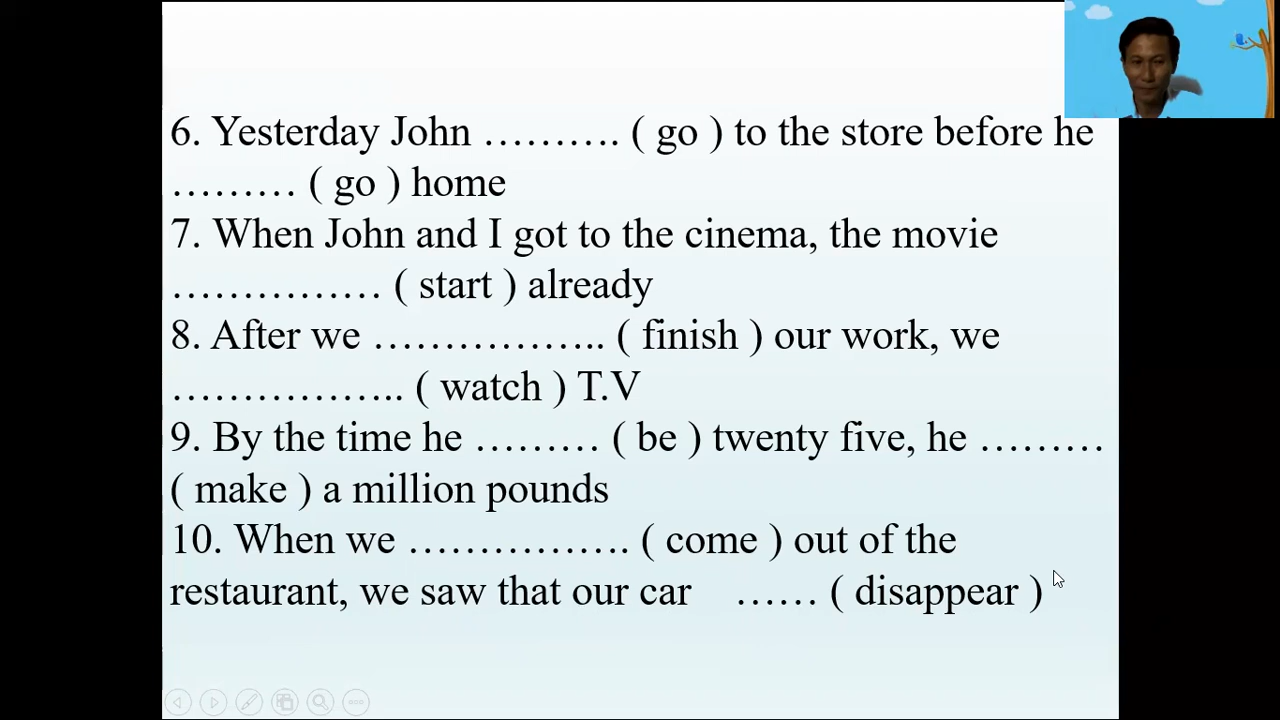 6. Yesterday John ………. ( go ) to the store before he
……… ( go ) home
7. When John and I got to the cinema, the movie
…………… ( start ) already
8. After we …………….. ( finish ) our work, we
…………….. ( watch ) T.V
9. By the time he ……… ( be ) twenty five, he ………
( make ) a million pounds
10. When we ……………. ( come ) out of the
restaurant, we saw that our car …… ( disappear )